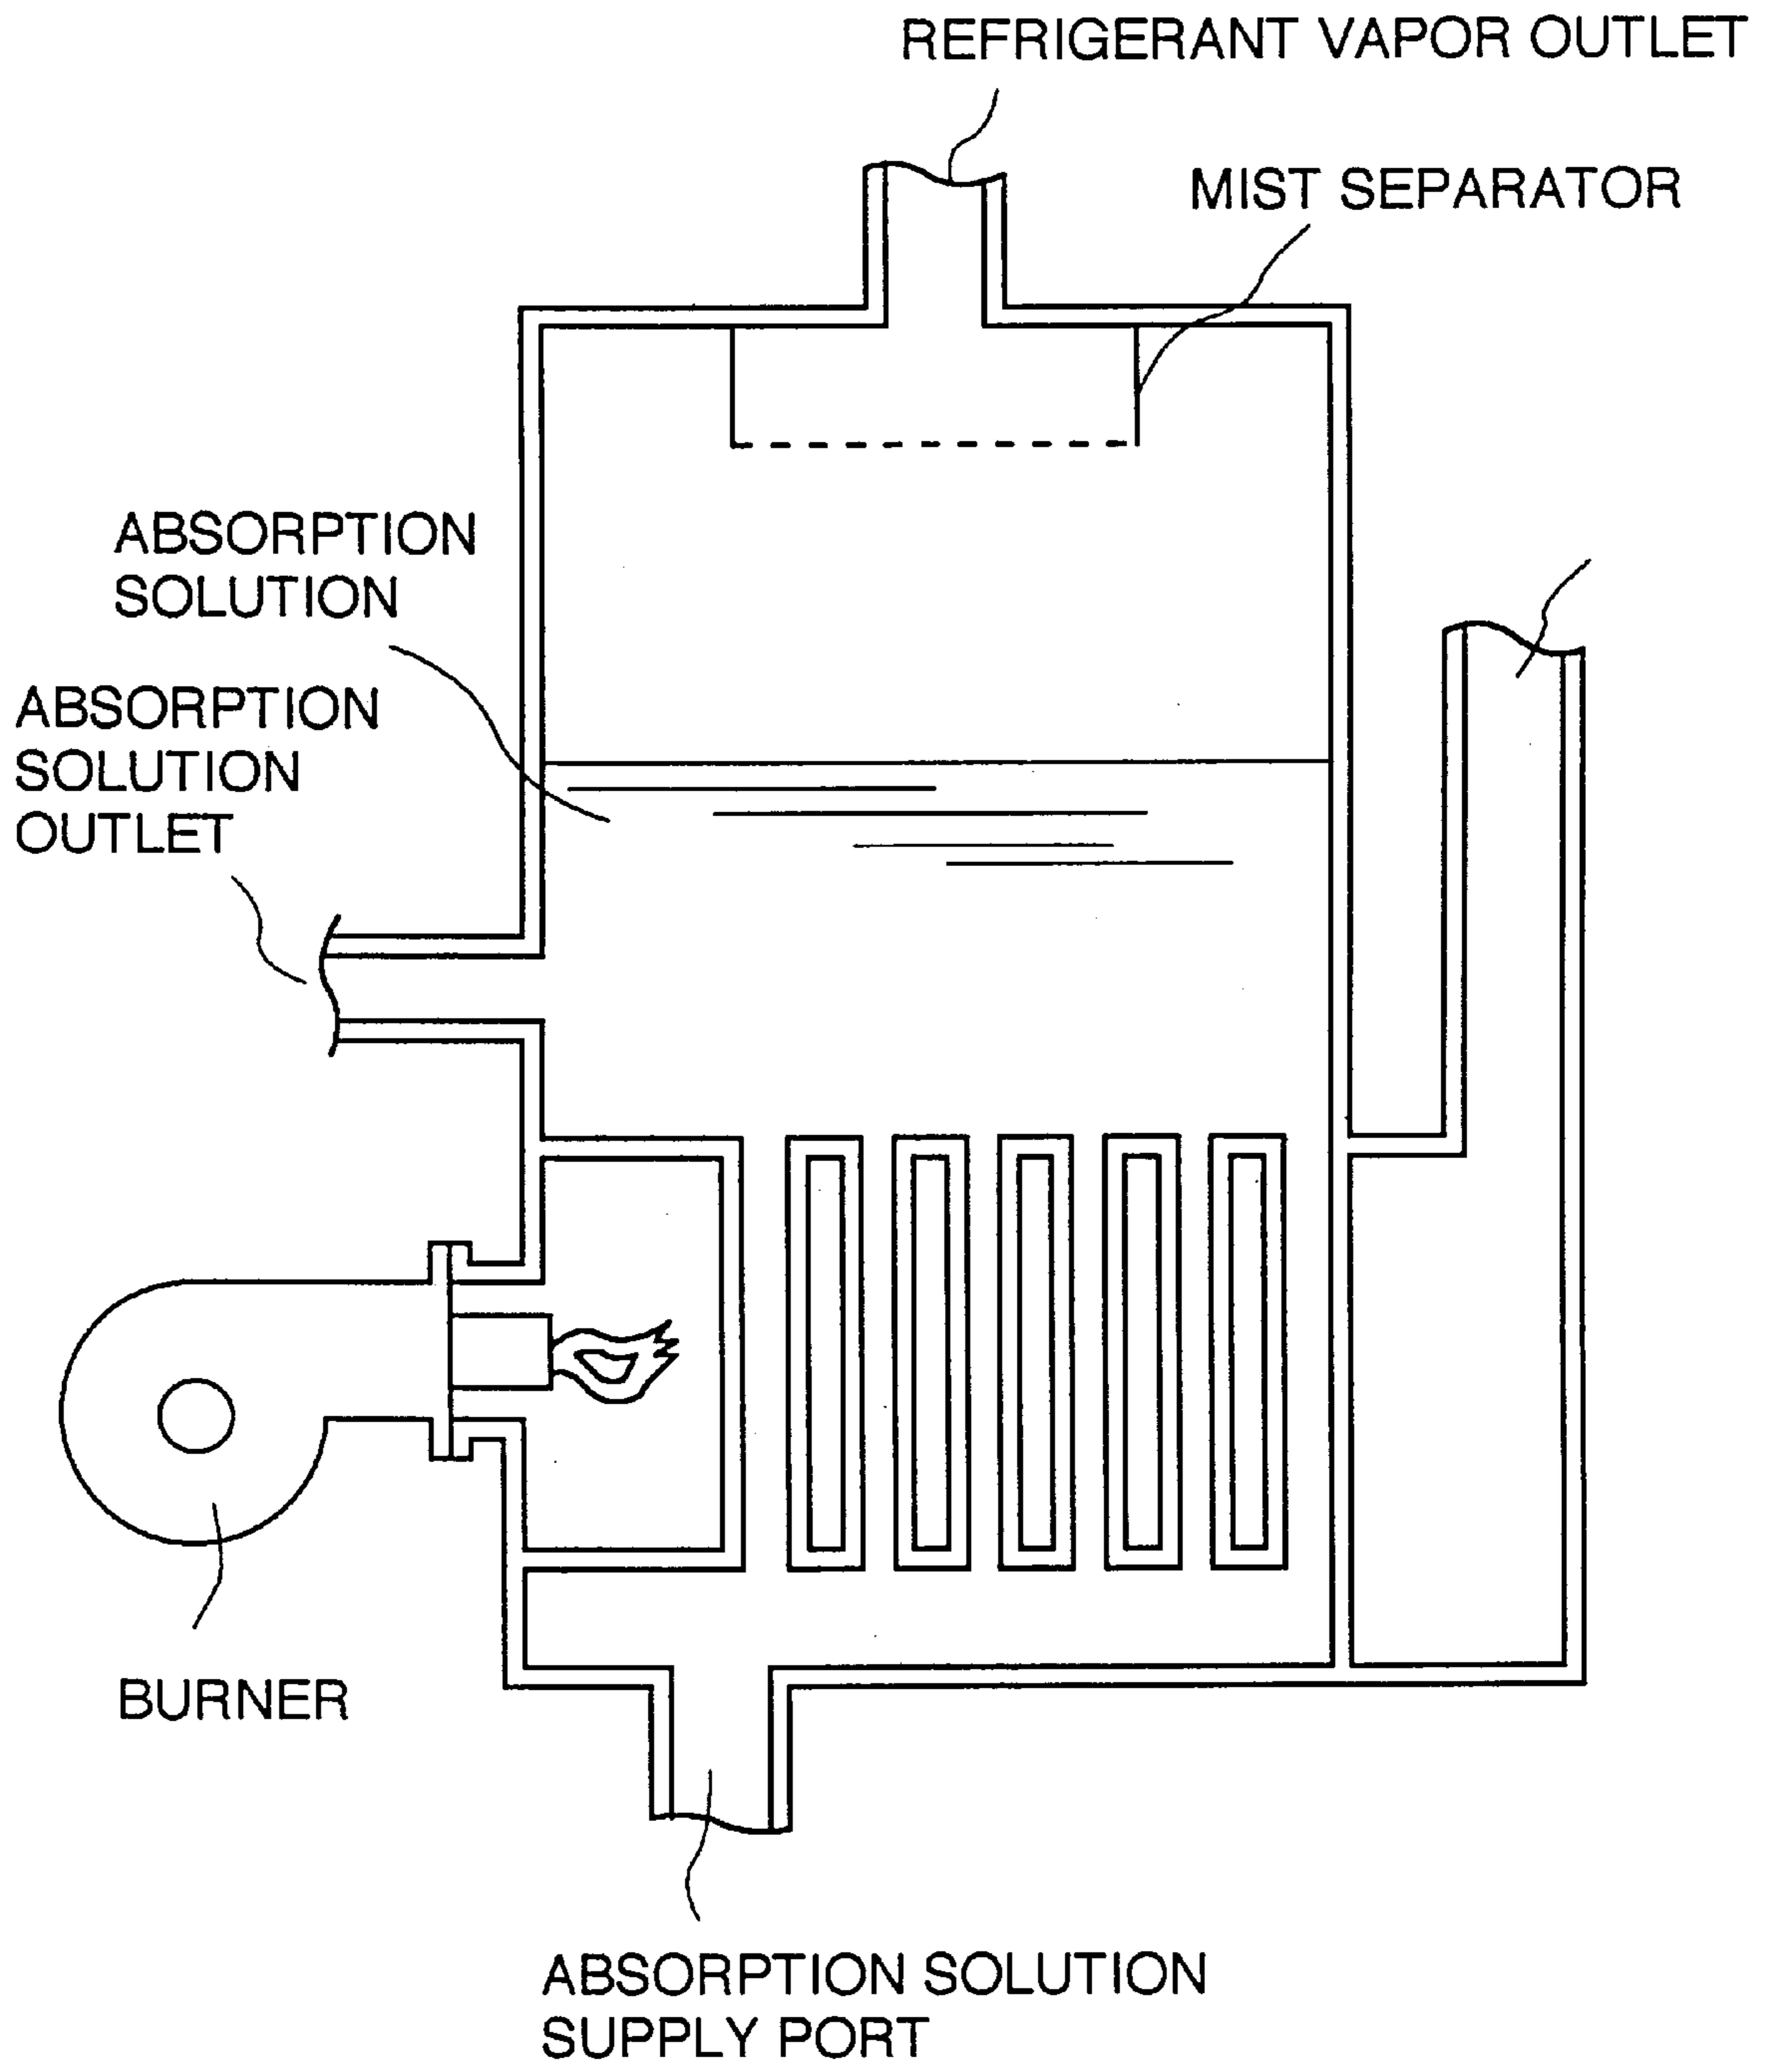 REFRIGERANT VAPOR OUTLET
MIST SEPARATOR
ABSORPTION
SOLUTION
ABSORPTION
SOLUTION
OUTLET
BURNER
ABSORPTION SOLUTION
SUPPLY PORT